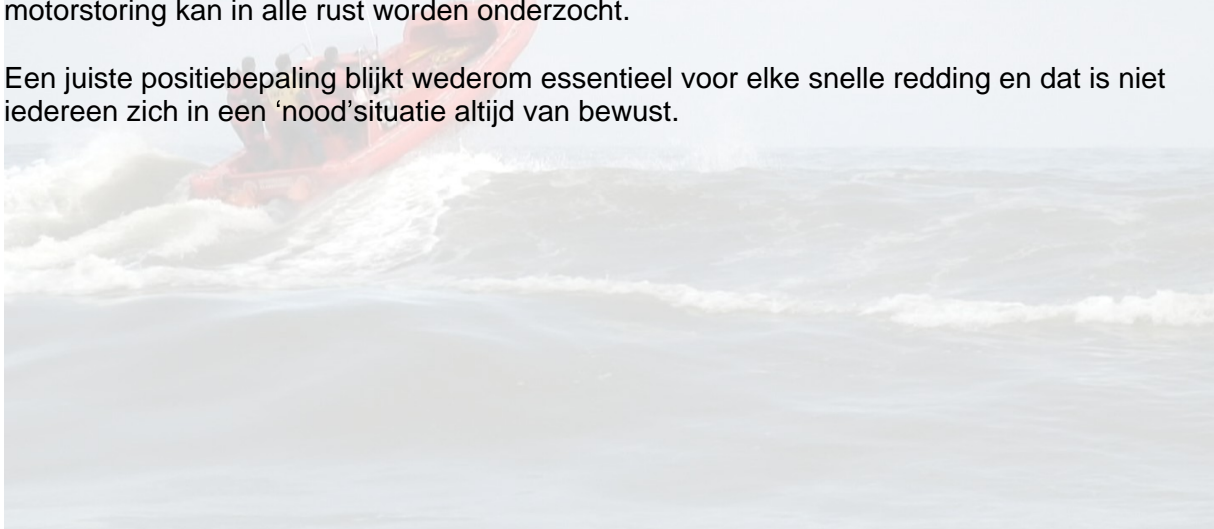 motorstoring kan in alle rust worden onderzocht.
Een juiste positiebepaling blijkt wederom essentieel voor elke snelle redding en dat is niet
iedereen zich in een ‘nood’situatie altijd van bewust.